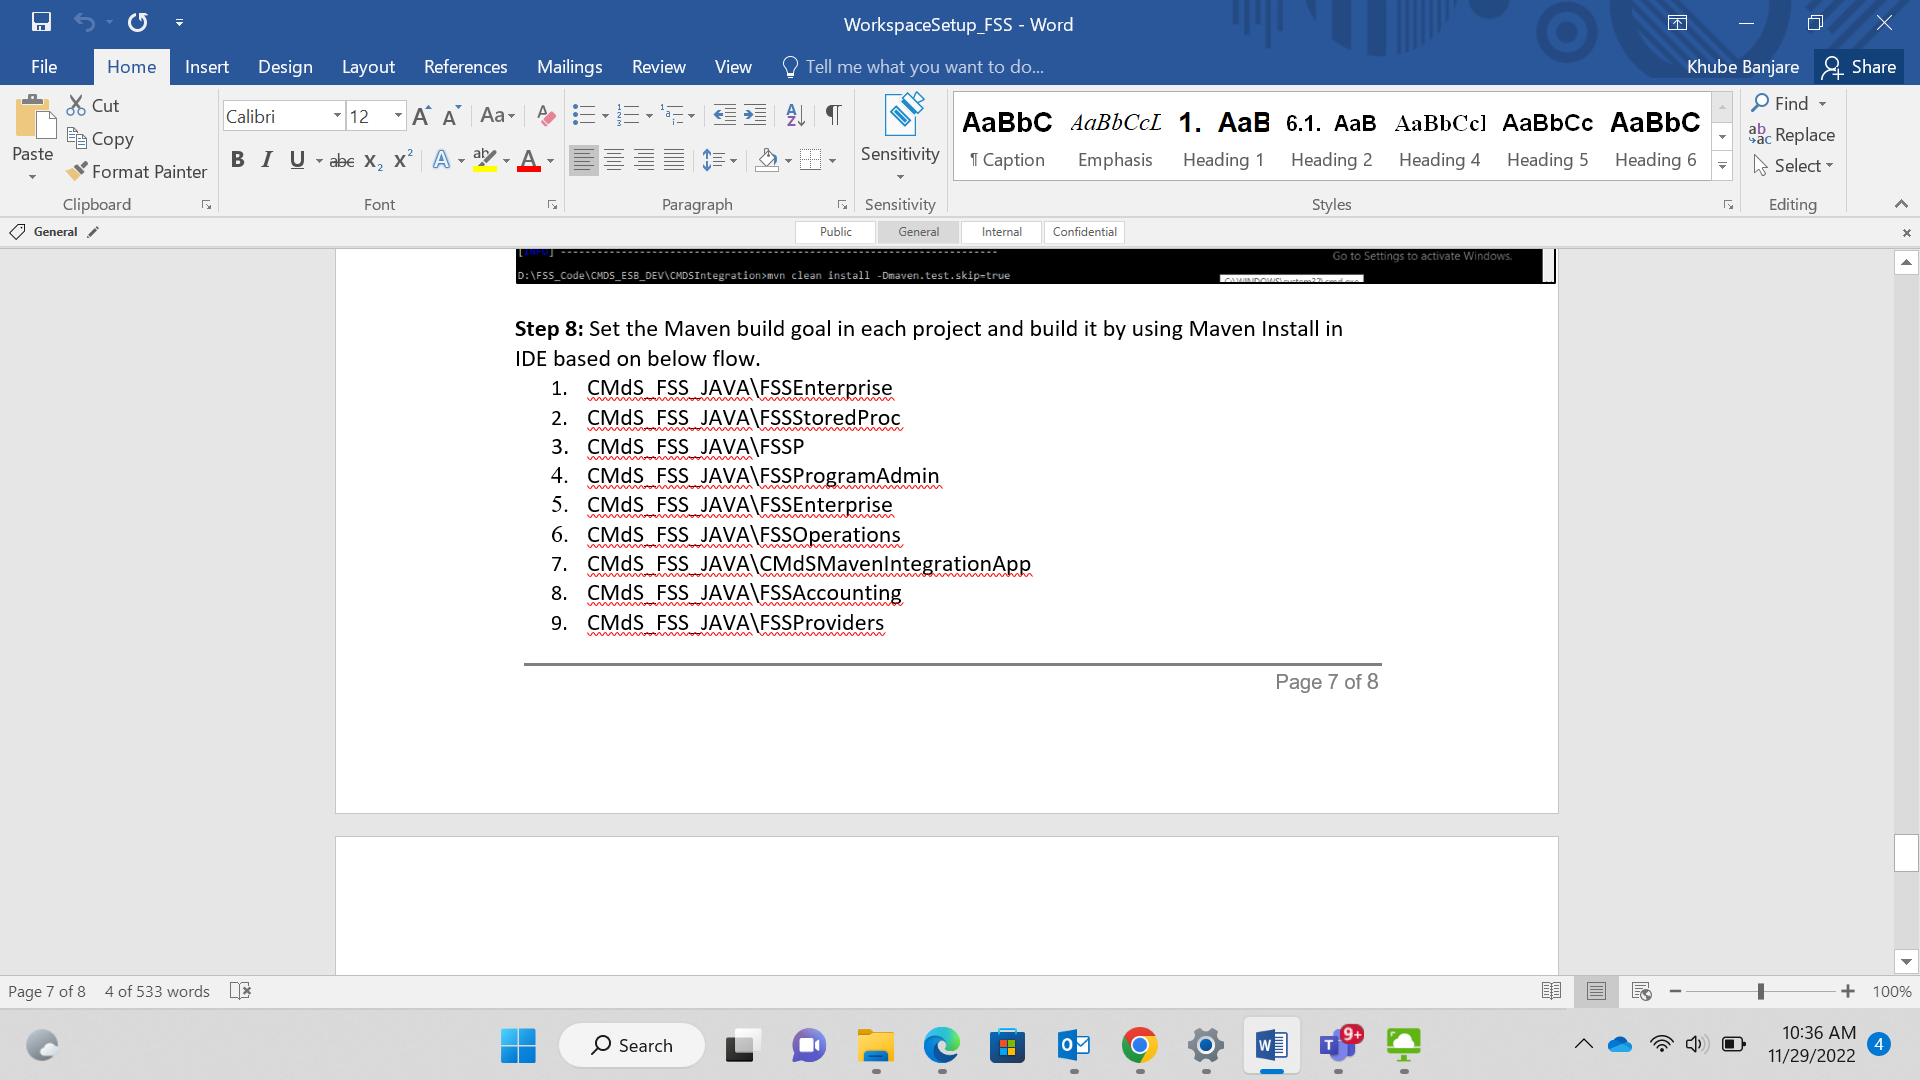 WorkspaceSetup_FSS - Word
File Home Insert Design Layout References Mailings Review View Tell me what you want to do... Khube Banjare Share
Paste
Cut
Copy
Format Painter
Clipboard
Calibri 12
Font
Paragraph
Sensitivity
Sensitivity
AaBbC AaBbCcL 1. AaB 6.1. AaB AaBbCcI AaBbCc AaBbC
¶ Caption Emphasis Heading 1 Heading 2 Heading 4 Heading 5 Heading 6
Styles
Find
Replace
Select
Editing
General Public General Internal Confidential
Go to Settings to activate Windows.
D:\FSS_Code\CMDS_ESB_DEV\CMDSIntegration>mvn clean install -Dmaven.test.skip=true
Step 8: Set the Maven build goal in each project and build it by using Maven Install in
IDE based on below flow.
1. CMdS_FSS_JAVA\FSSEnterprise
2. CMdS_FSS_JAVA\FSSStoredProc
3. CMdS_FSS_JAVA\FSSP
4. CMdS_FSS_JAVA\FSSProgramAdmin
5. CMdS_FSS_JAVA\FSSEnterprise
6. CMdS_FSS_JAVA\FSSOperations
7. CMdS_FSS_JAVA\CMdSMavenIntegrationApp
8. CMdS_FSS_JAVA\FSSAccounting
9. CMdS_FSS_JAVA\FSSProviders
Page 7 of 8
Page 7 of 8 4 of 533 words 100%
Search 9+ 10:36 AM
11/29/2022 4